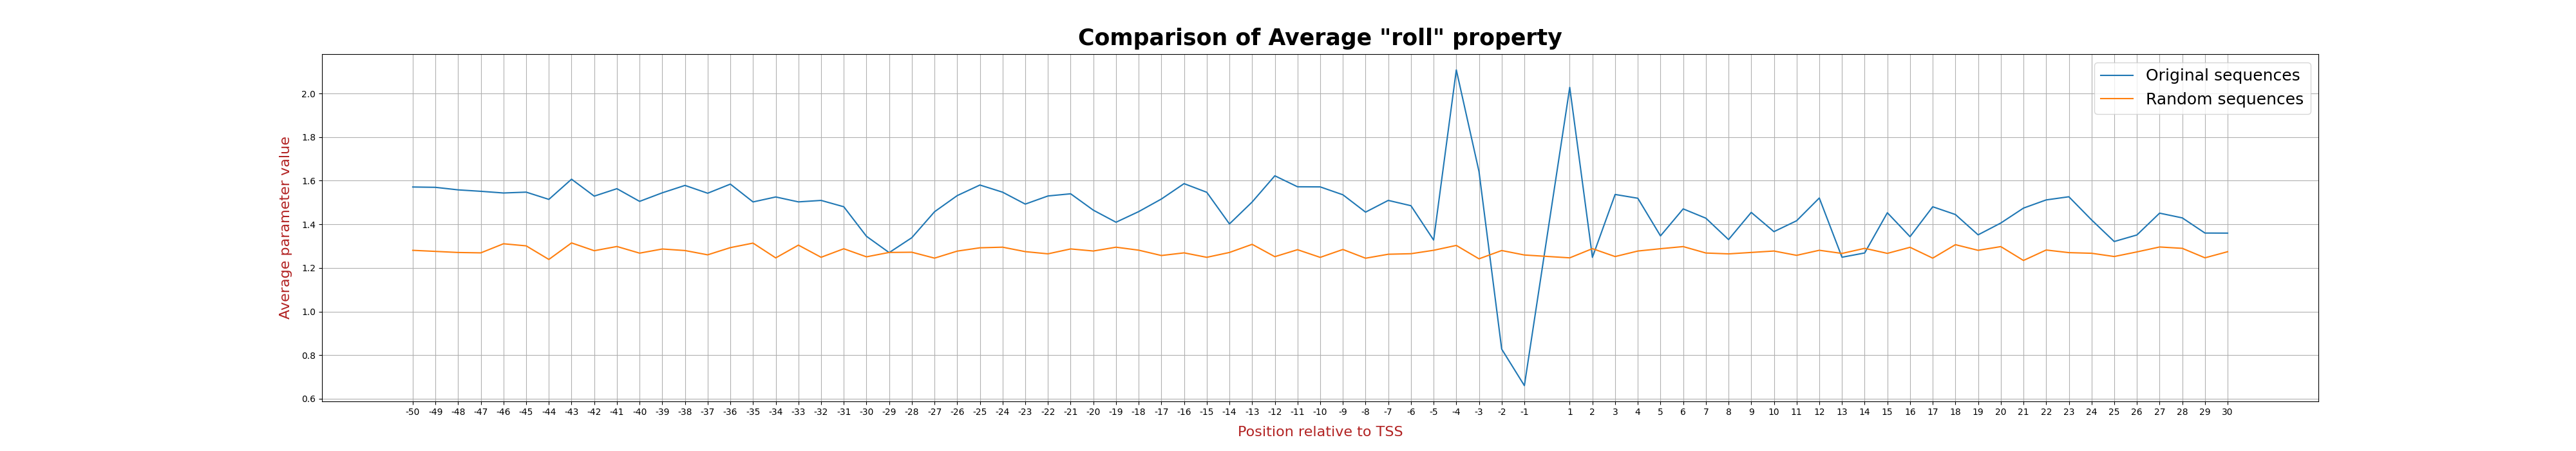 Comparison of Average "roll" property
Average parameter value
2.0
1.8
1.6
1.4
1.2
1.0
0.8
0.6
Original sequences
Random sequences
-50 -49 -48 -47 -46 -45 -44 -43 -42 -41 -40 -39 -38 -37 -36 -35 -34 -33 -32 -31 -30 -29 -28 -27 -26 -25 -24 -23 -22 -21 -20 -19 -18 -17 -16 -15 -14 -13 -12 -11 -10 -9 -8 -7 -6 -5 -4 -3 -2 -1 1 2 3 4 5 6 7 8 9 10 11 12 13 14 15 16 17 18 19 20 21 22 23 24 25 26 27 28 29 30
Position relative to TSS